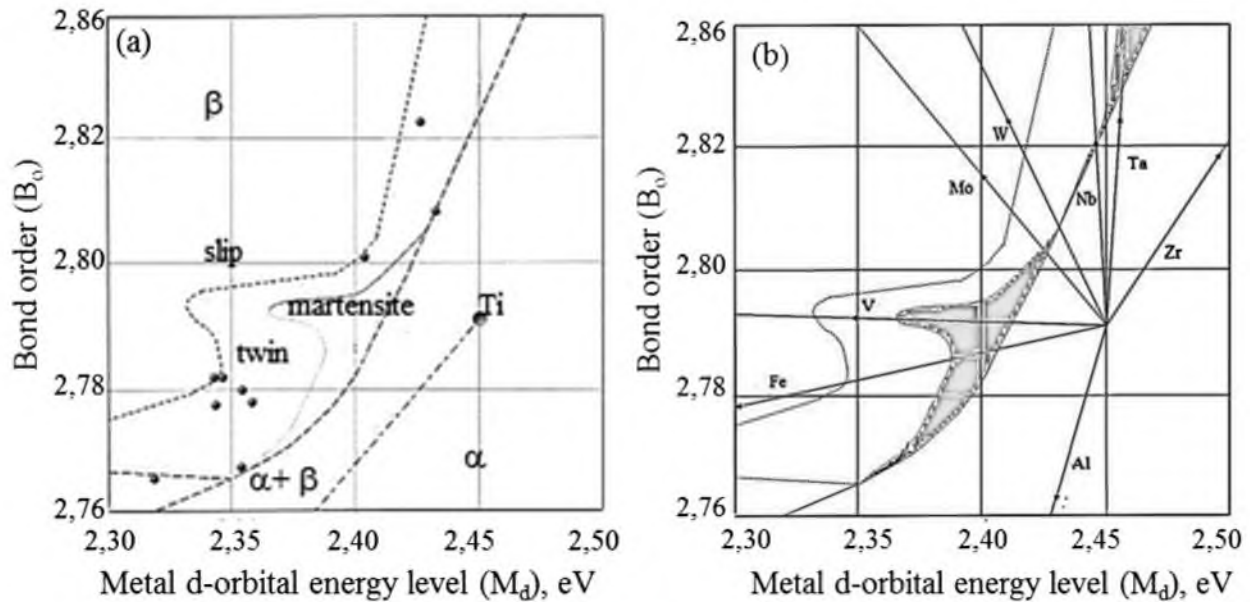 2,86
(a)
β
2,82
Bond order (Bo)
slip
2,80
martensite
Ti
twin
2,78
α+ β
α
2,76
2,30
2,35
2,40
2,45
2,50
Metal d-orbital energy level (Md), eV
2,86
(b)
W
2,82
Mo
Nb
Ta
Bond order (Bo)
Zr
2,80
V
Fe
2,78
Al
2,76
2,30
2,35
2,40
2,45
2,50
Metal d-orbital energy level (Md), eV